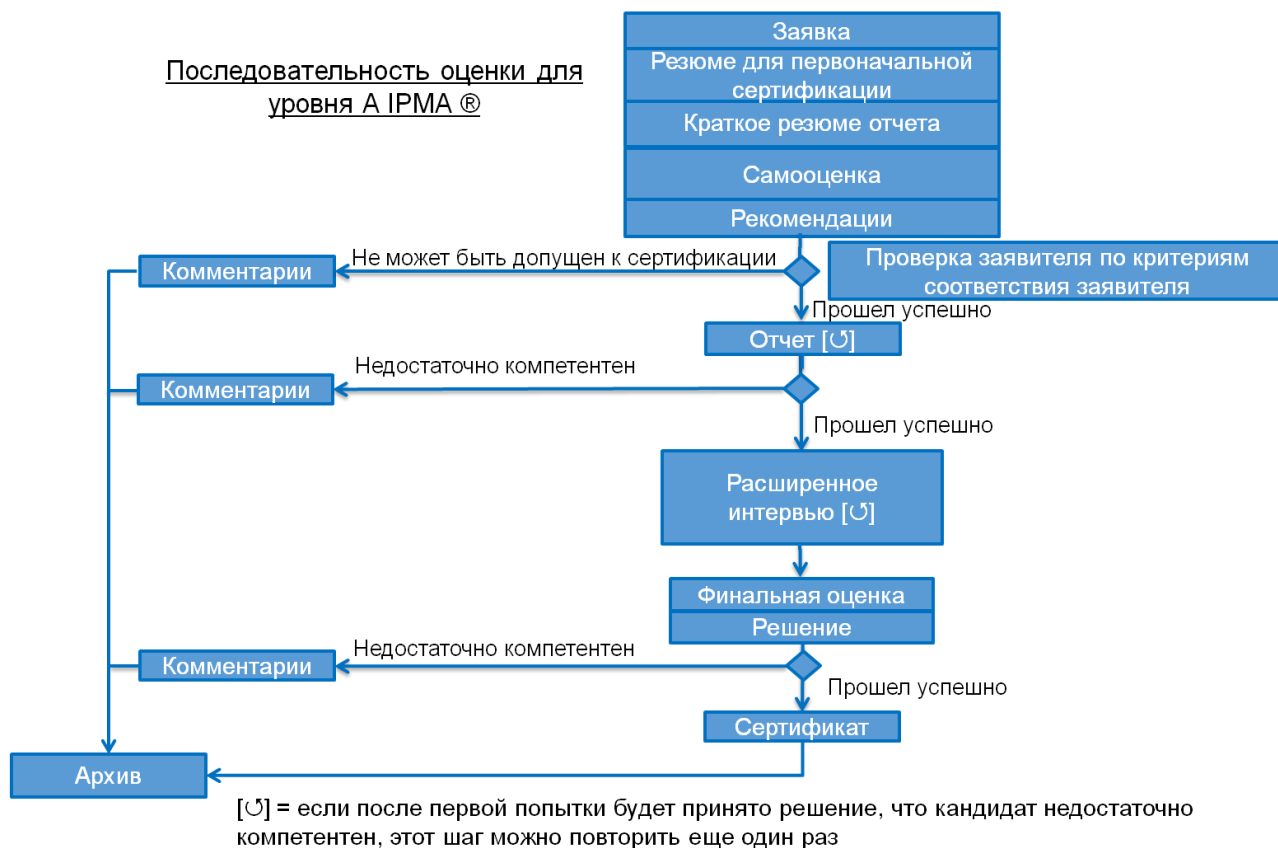 Последовательность оценки для
уровня А IPMA ®
Заявка
Резюме для первоначальной
сертификации
Краткое резюме отчета
Самооценка
Рекомендации
Не может быть допущен к сертификации
Комментарии
Проверка заявителя по критериям
соответствия заявителя
Прошел успешно
Отчет [↺]
Недостаточно компетентен
Комментарии
Прошел успешно
Расширенное
интервью [↺]
Финальная оценка
Решение
Недостаточно компетентен
Комментарии
Прошел успешно
Сертификат
Архив
[↺] = если после первой попытки будет принято решение, что кандидат недостаточно
компетентен, этот шаг можно повторить еще один раз